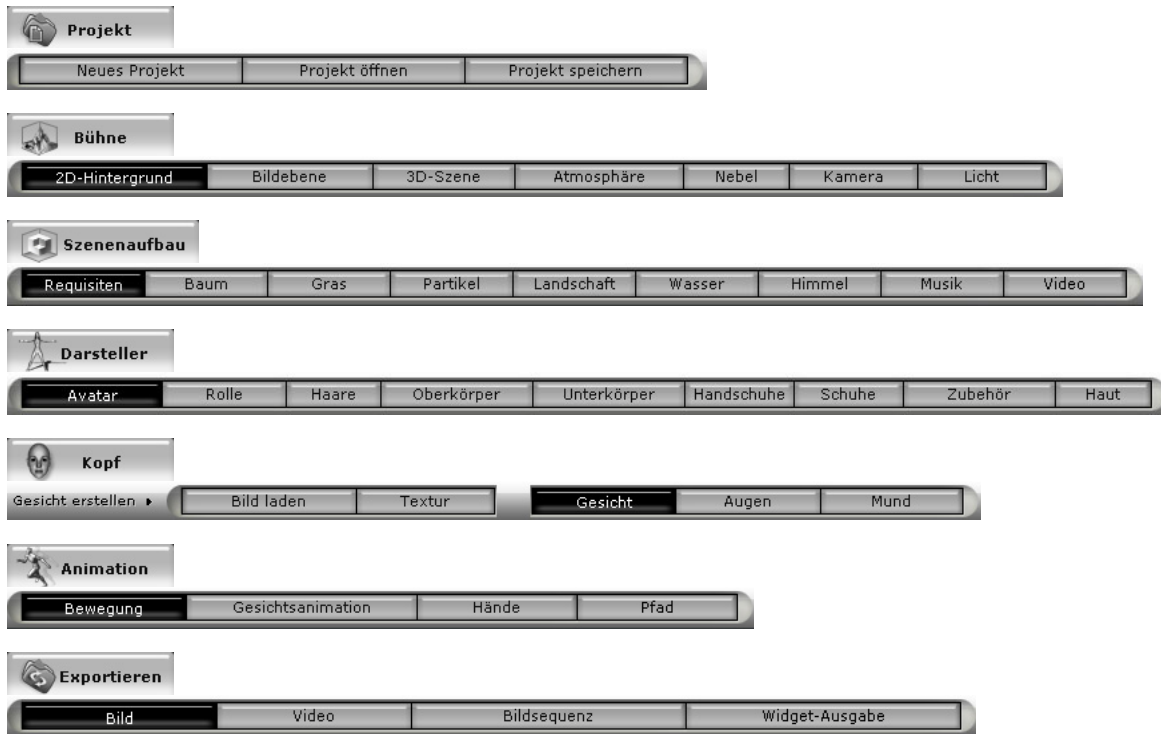 Projekt
Neues Projekt Projekt öffnen Projekt speichern
Bühne
2D-Hintergrund Bildebene 3D-Szene Atmosphäre Nebel Kamera Licht
Szenenaufbau
Requisiten Baum Gras Partikel Landschaft Wasser Himmel Musik Video
Darsteller
Avatar Rolle Haare Oberkörper Unterkörper Handschuhe Schuhe Zubehör Haut
Kopf
Gesicht erstellen Bild laden Textur Gesicht Augen Mund
Animation
Bewegung Gesichtsanimation Hände Pfad
Exportieren
Bild Video Bildsequenz Widget-Ausgabe